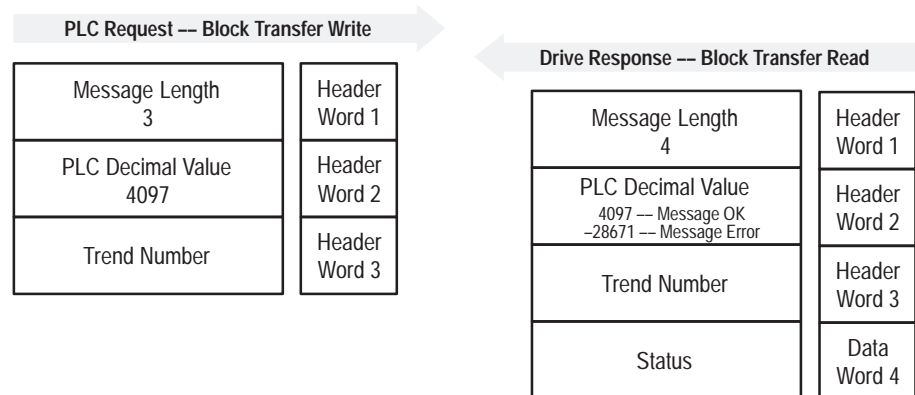 PLC Request –– Block Transfer Write
Message Length
3
Header
Word 1
PLC Decimal Value
4097
Header
Word 2
Trend Number
Header
Word 3
Drive Response –– Block Transfer Read
Message Length
4
Header
Word 1
PLC Decimal Value
4097 –– Message OK
–28671 –– Message Error
Header
Word 2
Trend Number
Header
Word 3
Status
Data
Word 4